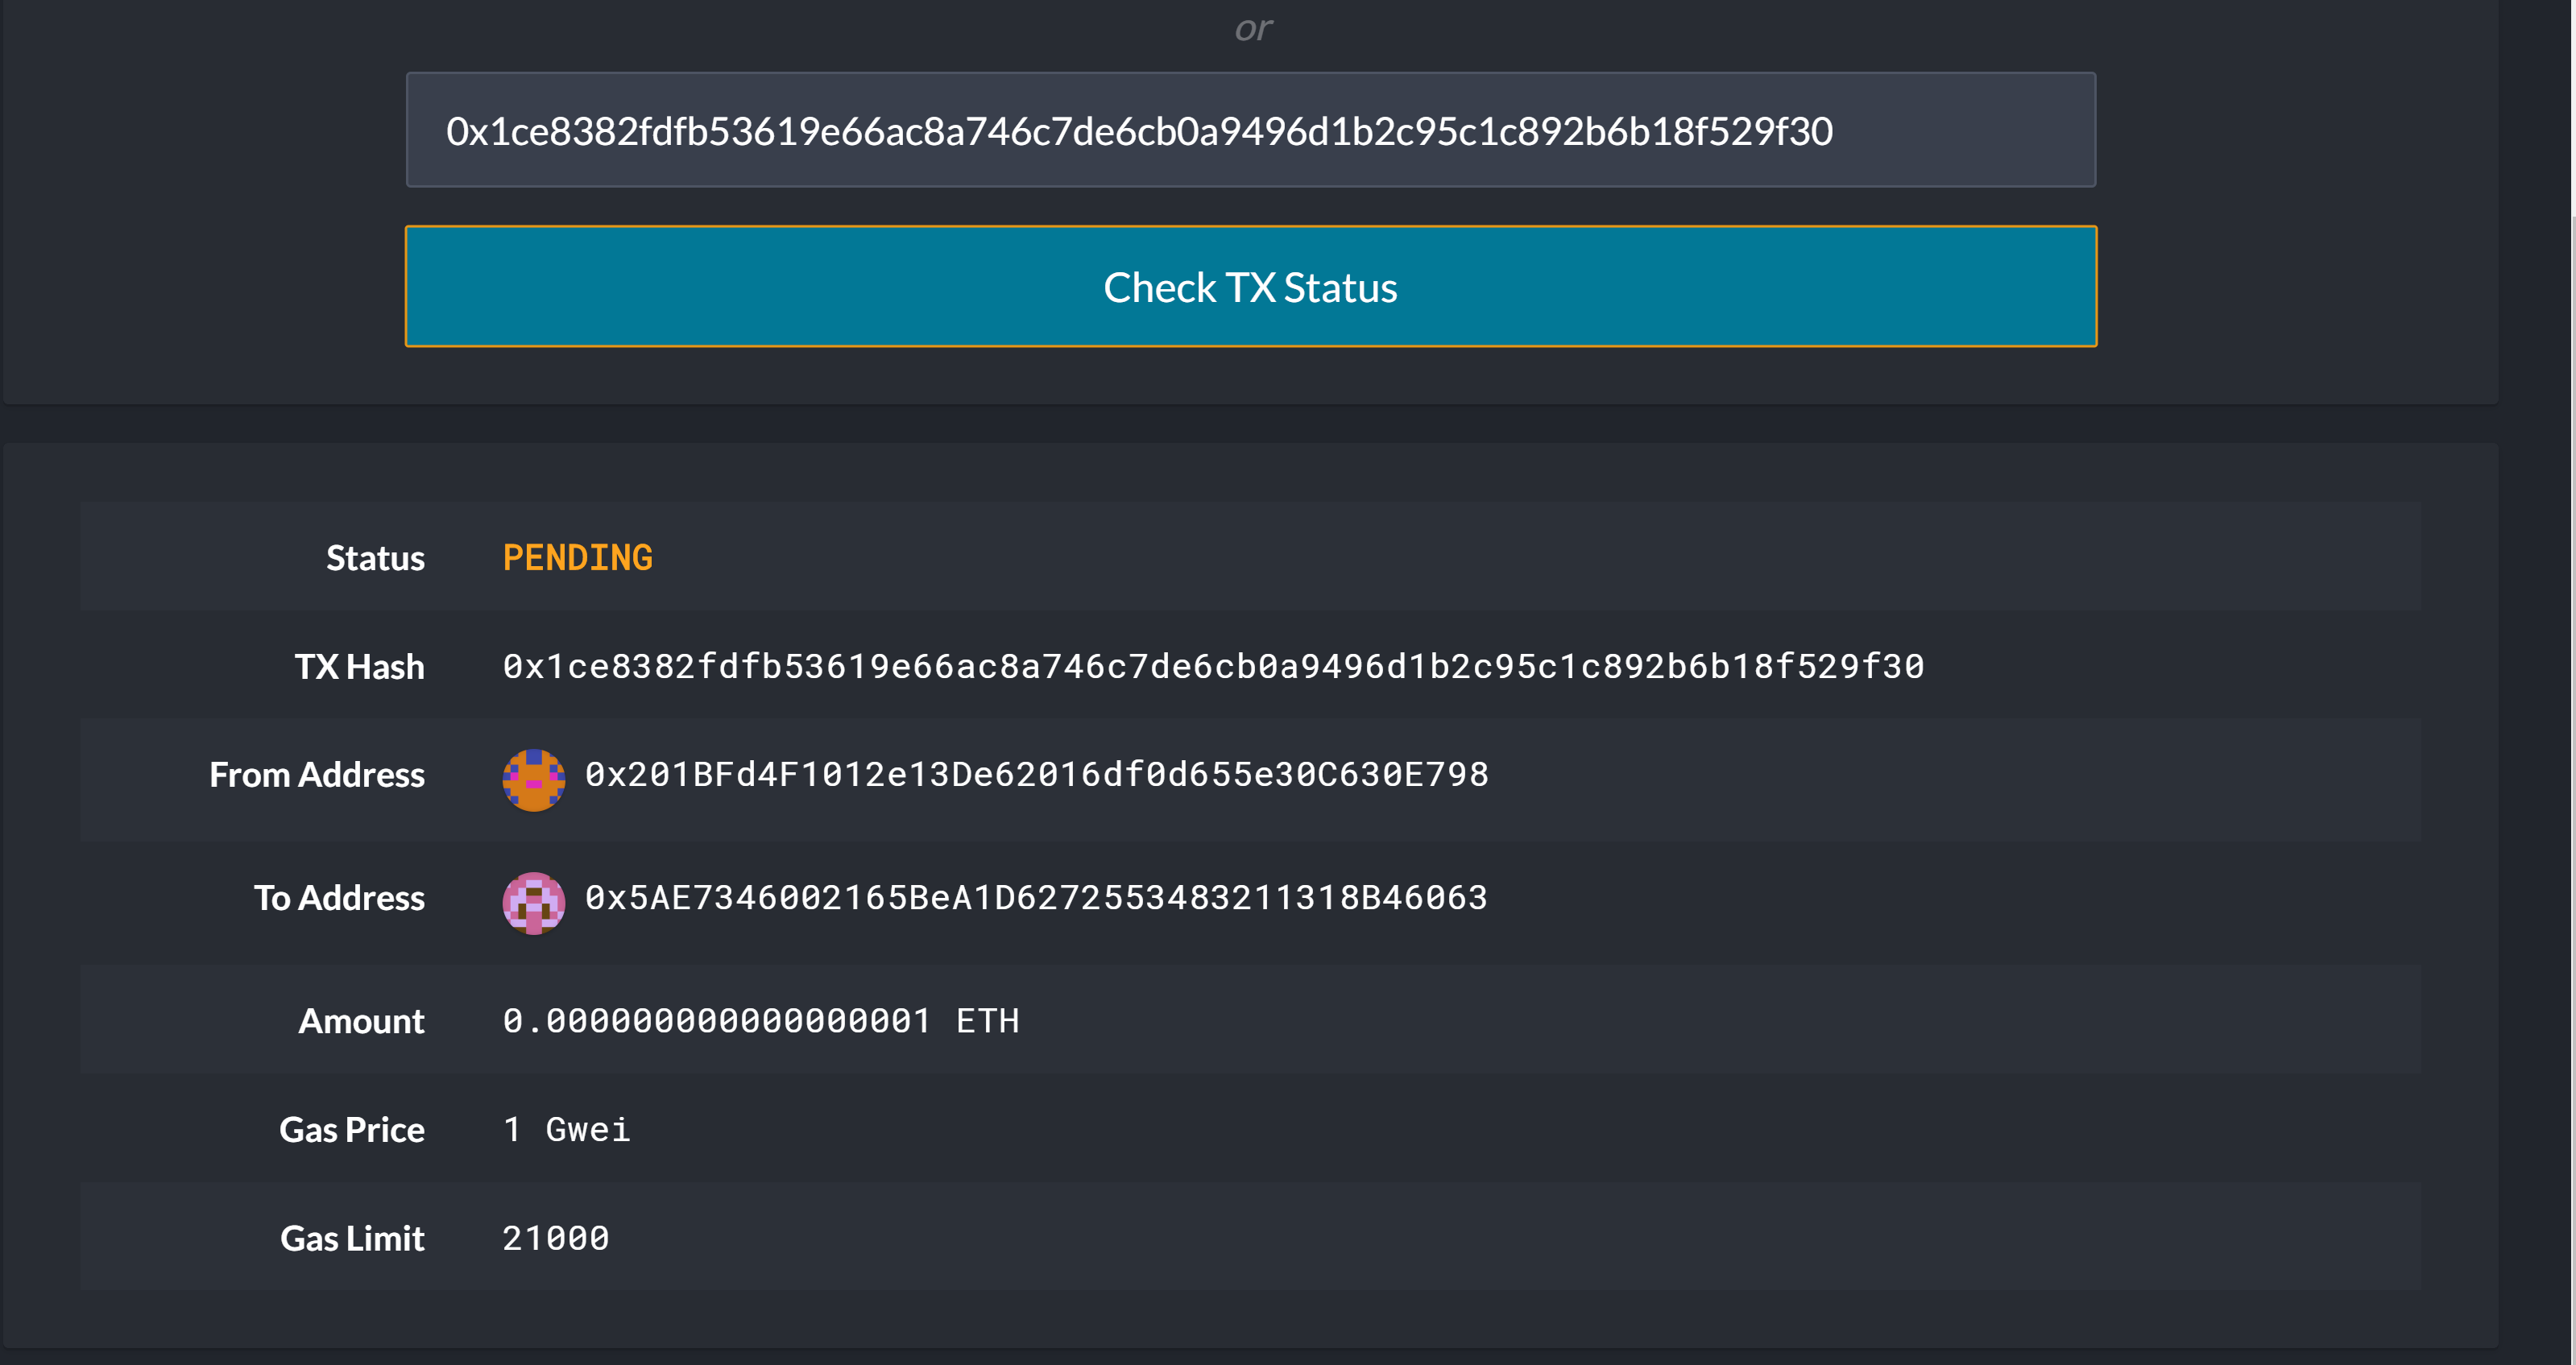 or
0x1ce8382fdfb53619e66ac8a746c7de6cb0a9496d1b2c95c1c892b6b18f529f30
Check TX Status
Status PENDING
TX Hash 0x1ce8382fdfb53619e66ac8a746c7de6cb0a9496d1b2c95c1c892b6b18f529f30
From Address 0x201BFd4F1012e13De62016df0d655e30C630E798
To Address 0x5AE7346002165BeA1D6272553483211318B46063
Amount 0.000000000000000001 ETH
Gas Price 1 Gwei
Gas Limit 21000